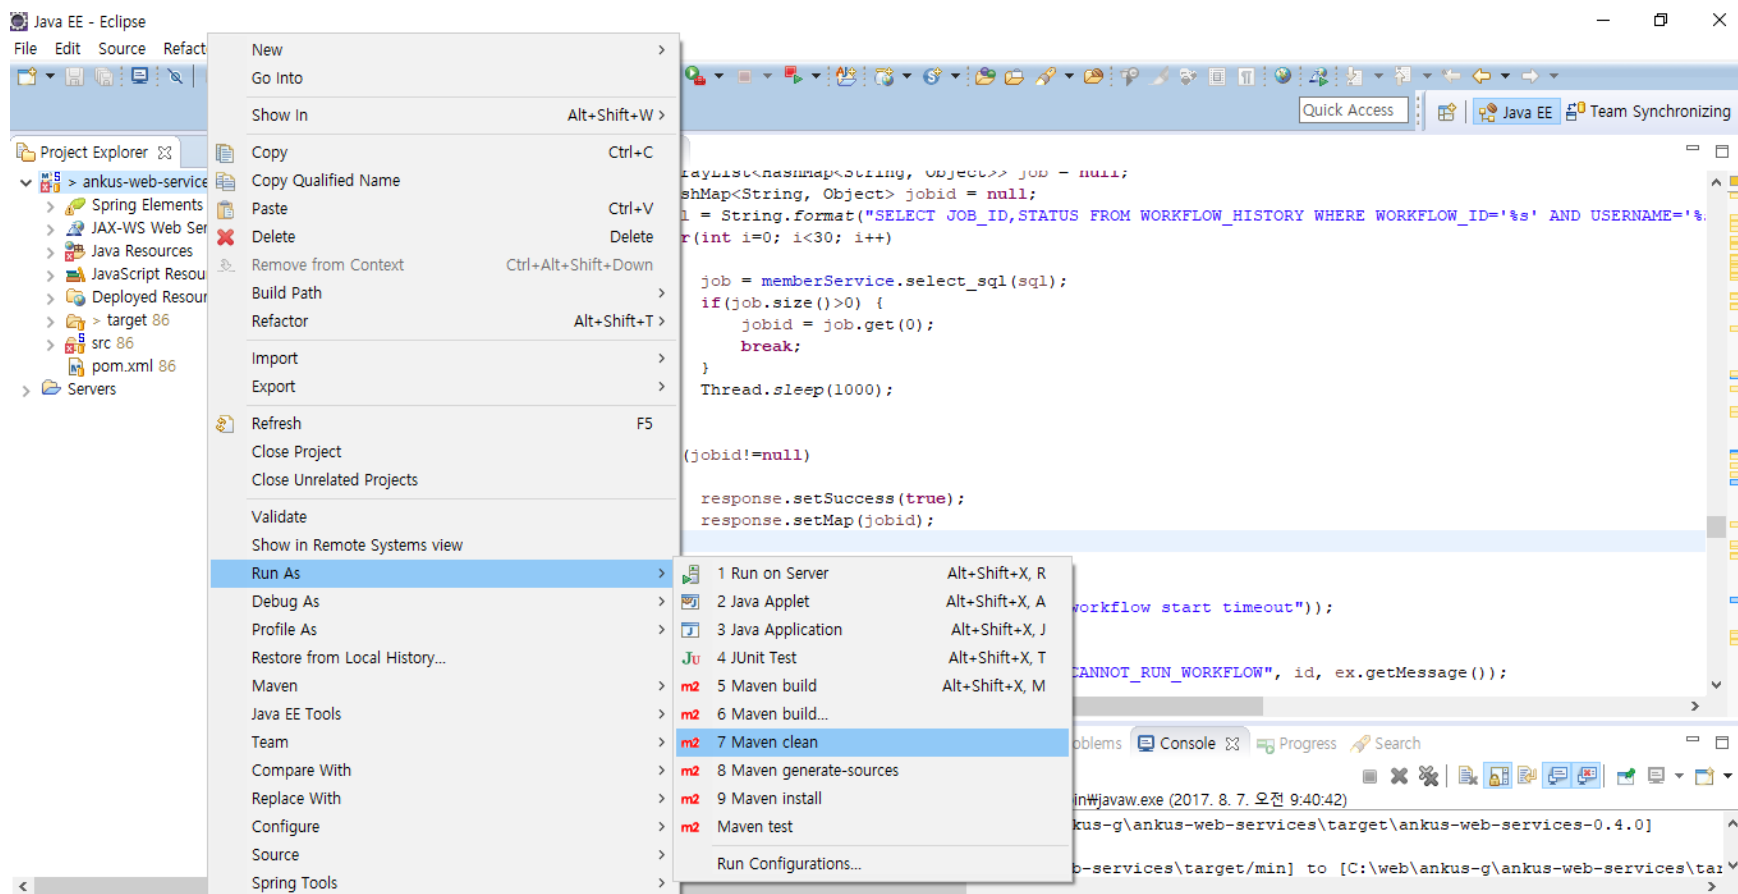 Java EE - Eclipse
File Edit Source Refact
Quick Access
Java EE
Team Synchronizing
Project Explorer
> ankus-web-service
Spring Elements
JAX-WS Web Ser
Java Resources
JavaScript Resou
Deployed Resour
> target 86
src 86
pom.xml 86
Servers
New
Go Into
Show In Alt+Shift+W
Copy Ctrl+C
Copy Qualified Name
Paste Ctrl+V
Delete Delete
Remove from Context Ctrl+Alt+Shift+Down
Build Path
Refactor Alt+Shift+T
Import
Export
Refresh F5
Close Project
Close Unrelated Projects
Validate
Show in Remote Systems view
Run As
Debug As
Profile As
Restore from Local History...
Maven
Java EE Tools
Team
Compare With
Replace With
Configure
Source
Spring Tools
1 Run on Server Alt+Shift+X, R
2 Java Applet Alt+Shift+X, A
3 Java Application Alt+Shift+X, J
4 JUnit Test Alt+Shift+X, T
5 Maven build Alt+Shift+X, M
6 Maven build...
7 Maven clean
8 Maven generate-sources
9 Maven install
Maven test
Run Configurations...
rayList<HashMap<String, Object>> job = null;
shMap<String, Object> jobid = null;
l = String.format("SELECT JOB_ID,STATUS FROM WORKFLOW_HISTORY WHERE WORKFLOW_ID='%s' AND USERNAME='%
r(int i=0; i<30; i++)
job = memberService.select_sql(sql);
if(job.size()>0) {
jobid = job.get(0);
break;
}
Thread.sleep(1000);
(jobid!=null)
response.setSuccess(true);
response.setMap(jobid);
workflow start timeout"));
CANNOT_RUN_WORKFLOW", id, ex.getMessage());
oblems Console Progress Search
in₩javaw.exe (2017. 8. 7. 오전 9:40:42)
kus-g\ankus-web-services\target\ankus-web-services-0.4.0]
b-services\target/min] to [C:\web\ankus-g\ankus-web-services\tar